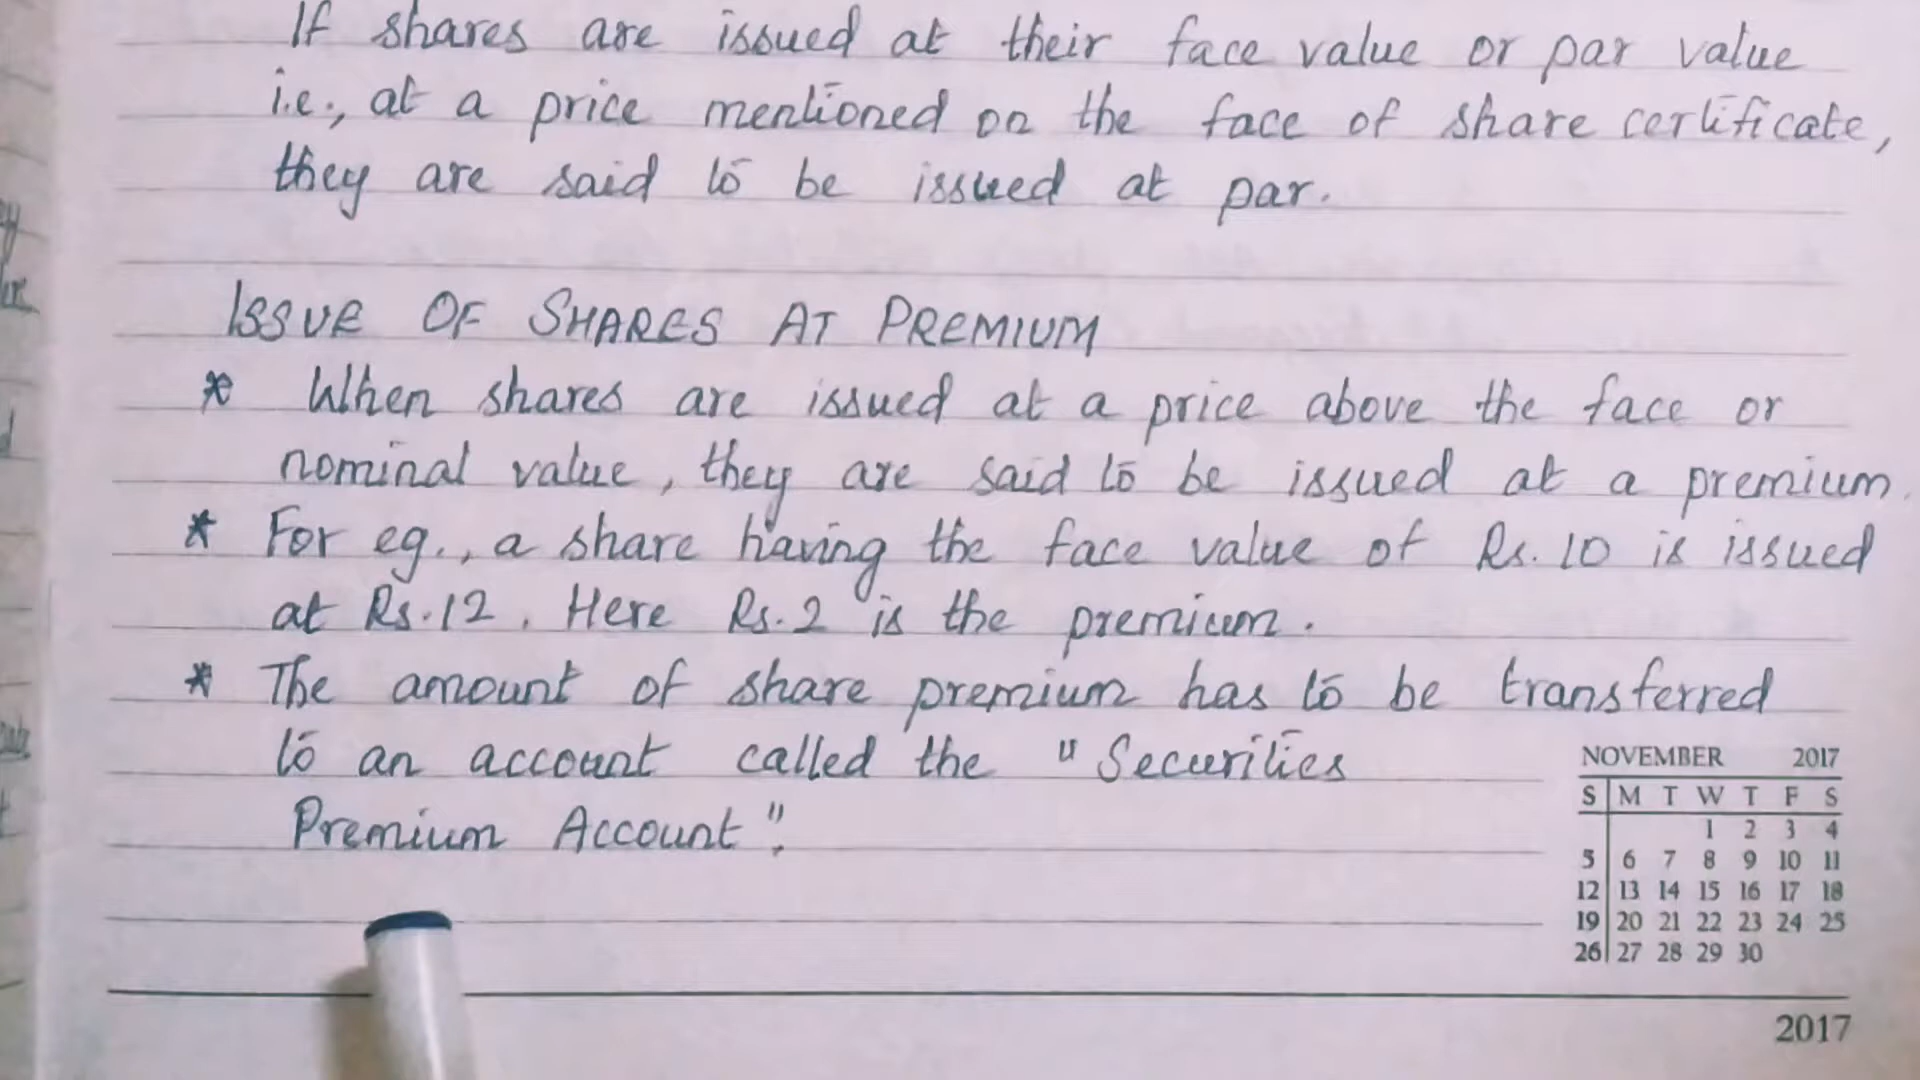 If shares are issued at their face value or par value
i.e., at a price mentioned on the face of share certificate,
they are said to be issued at par.
ISSUE OF SHARES AT PREMIUM
* When shares are issued at a price above the face or
nominal value, they are said to be issued at a premium.
* For eg., a share having the face value of Rs. 10 is issued
at Rs. 12. Here Rs. 2 is the premium.
* The amount of share premium has to be transferred
to an account called the "Securities
Premium Account".
NOVEMBER 2017
S M T W T F S
1 2 3 4
5 6 7 8 9 10 11
12 13 14 15 16 17 18
19 20 21 22 23 24 25
26 27 28 29 30
2017